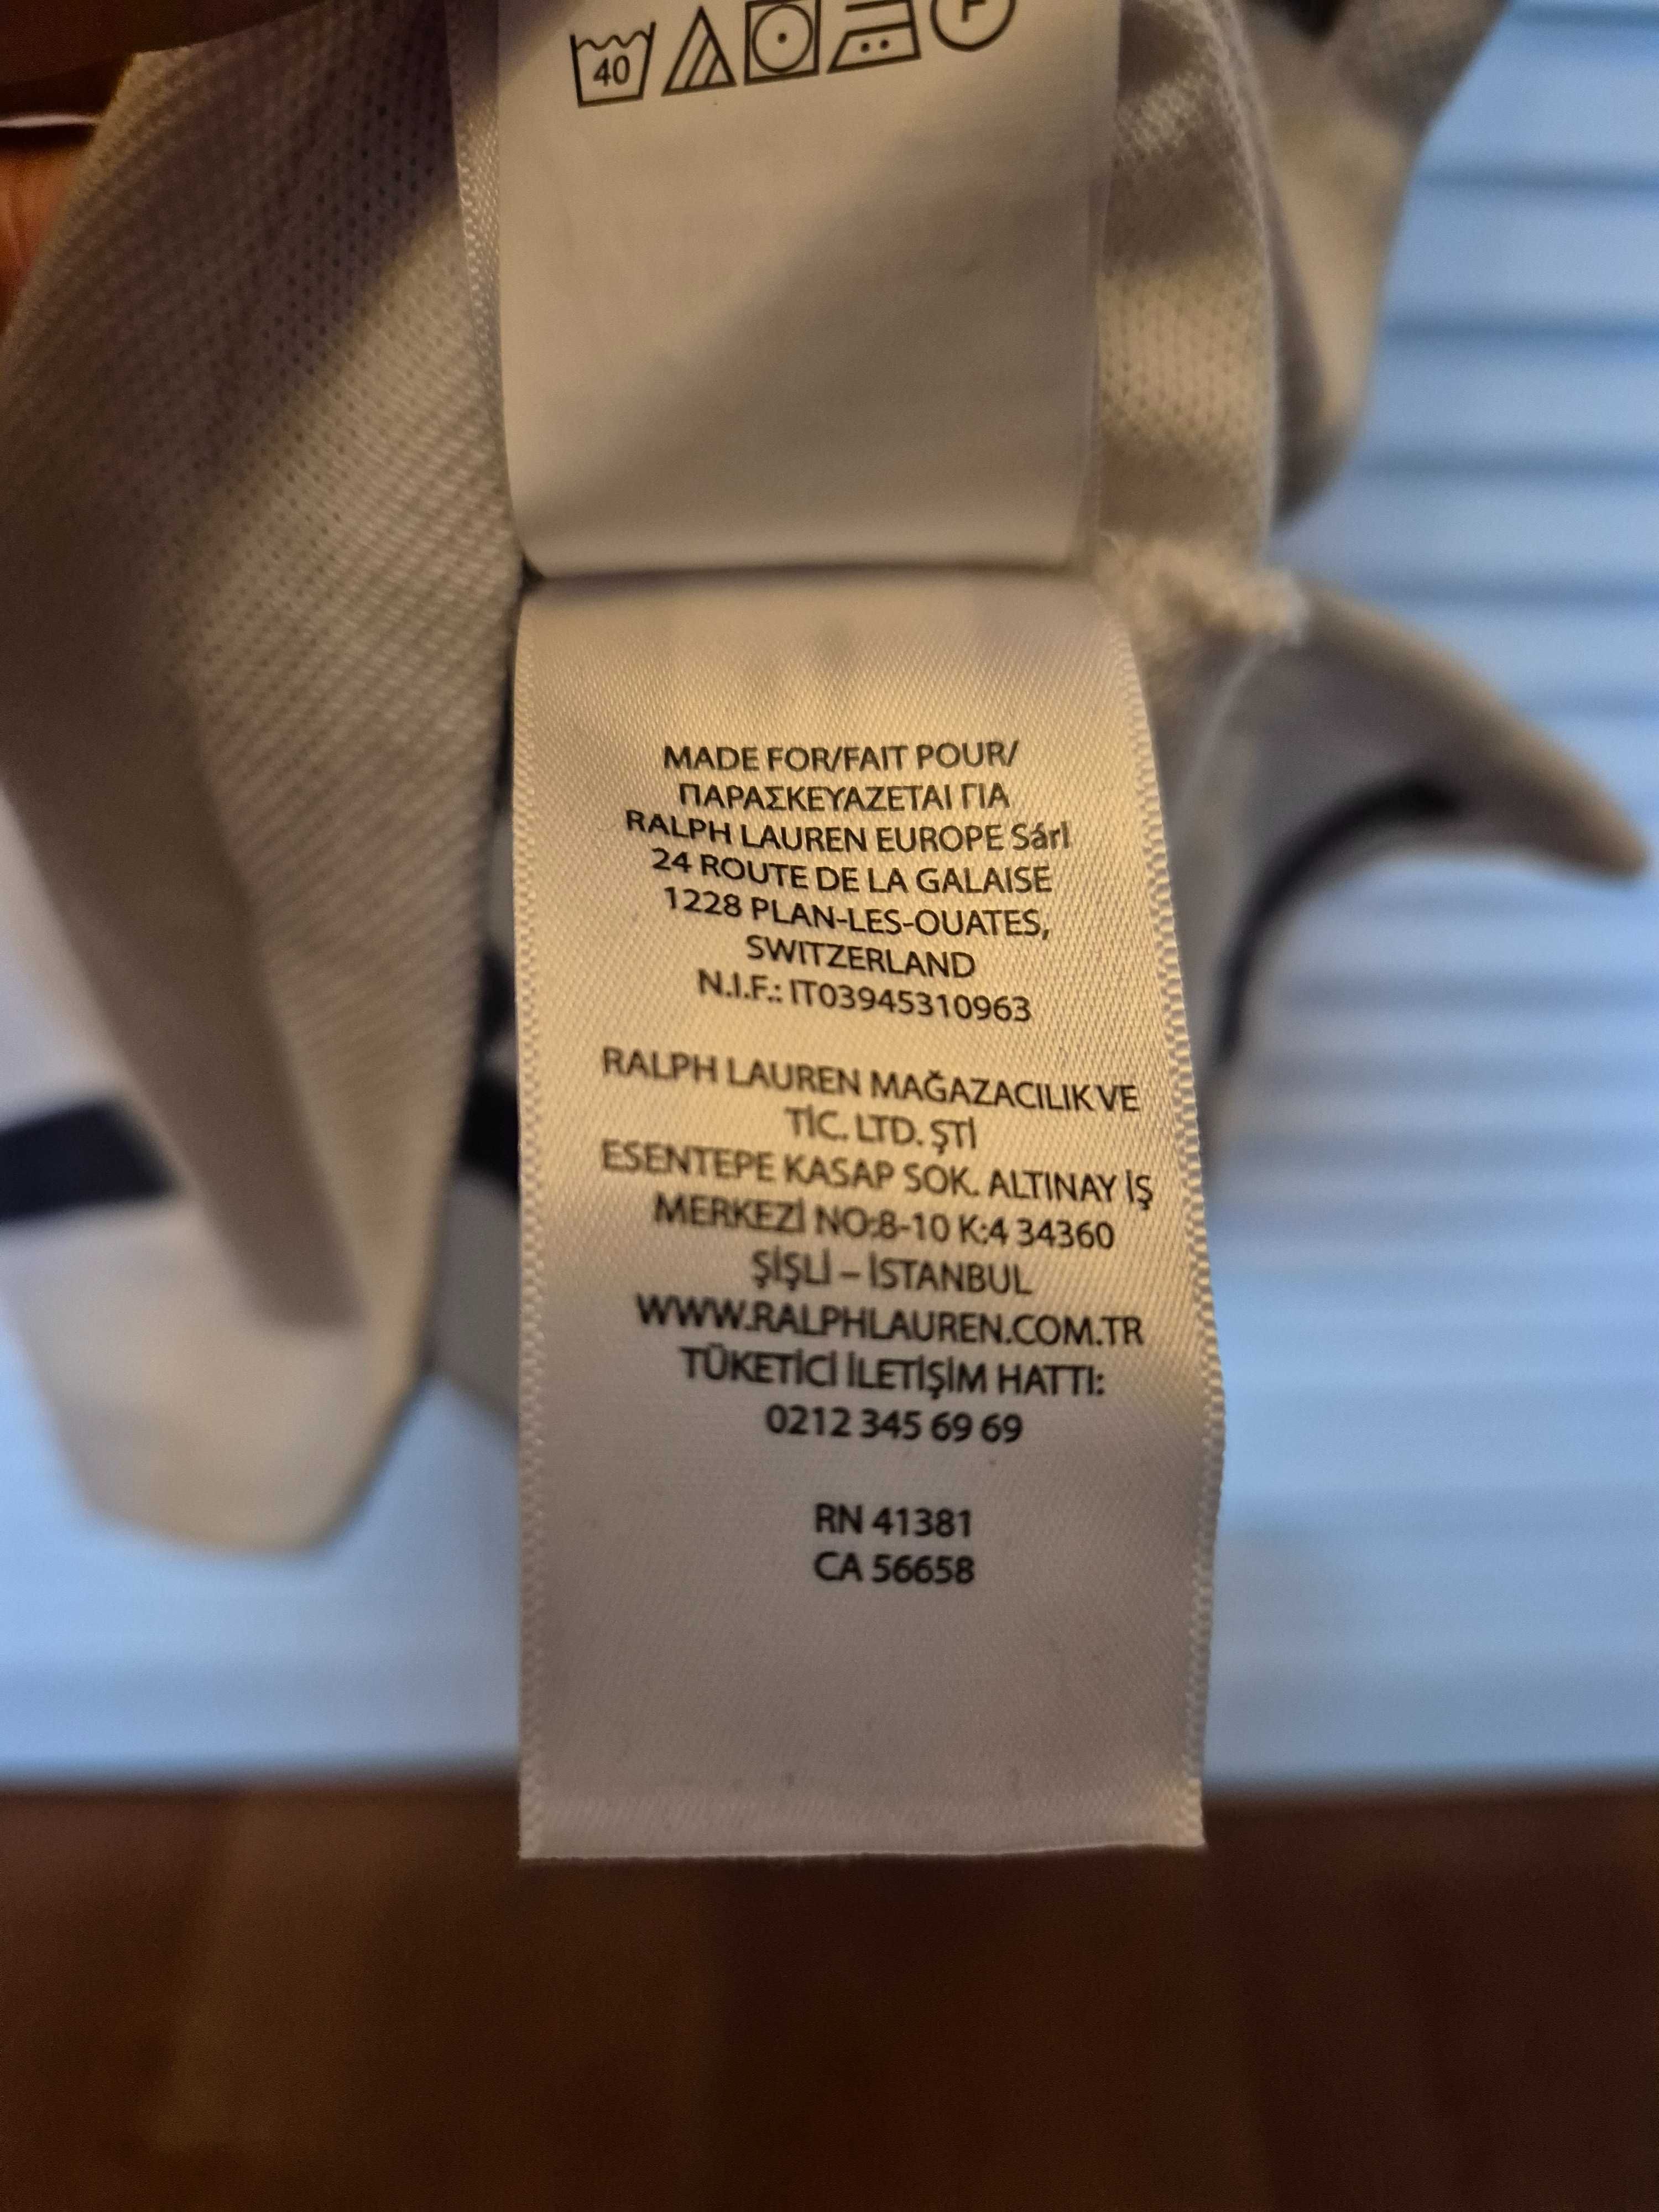 40
F
MADE FOR/FAIT POUR/
ΠΑΡΑΣΚΕΥΑΖΕΤΑΙ ΓΙΑ
RALPH LAUREN EUROPE Sárl
24 ROUTE DE LA GALAISE
1228 PLAN-LES-OUATES,
SWITZERLAND
N.I.F.: IT03945310963
RALPH LAUREN MAĞAZACILIK VE
TİC. LTD. ŞTİ
ESENTEPE KASAP SOK. ALTINAY İŞ
MERKEZİ NO:8-10 K:4 34360
ŞİŞLİ – İSTANBUL
WWW.RALPHLAUREN.COM.TR
TÜKETİCİ İLETİŞİM HATTI:
0212 345 69 69
RN 41381
CA 56658